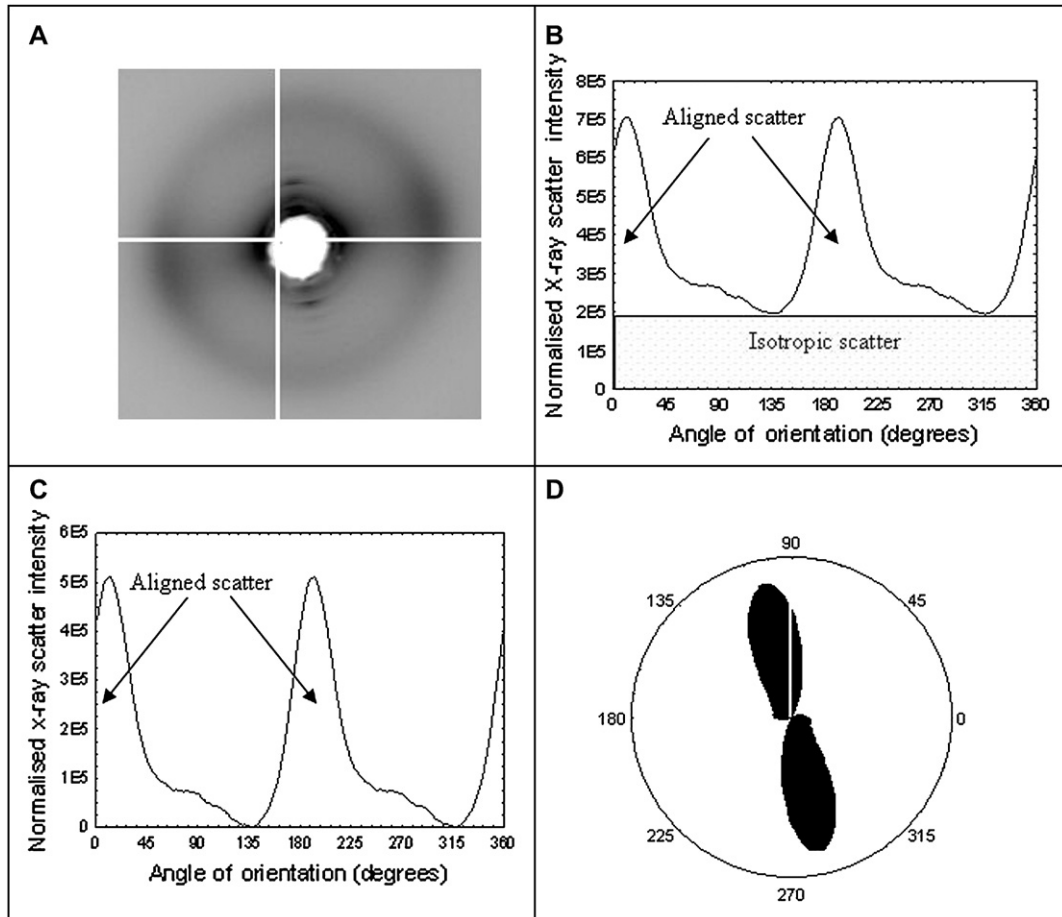 A
B
Normalised X-ray scatter intensity
8E5
7E5
6E5
5E5
4E5
3E5
2E5
1E5
0
Aligned scatter
Isotropic scatter
0 45 90 135 180 225 270 315 360
Angle of orientation (degrees)
C
Normalised x-ray scatter intensity
6E5
5E5
4E5
3E5
2E5
1E5
0
Aligned scatter
0 45 90 135 180 225 270 315 360
Angle of orientation (degrees)
D
90
135 45
180 0
225 315
270